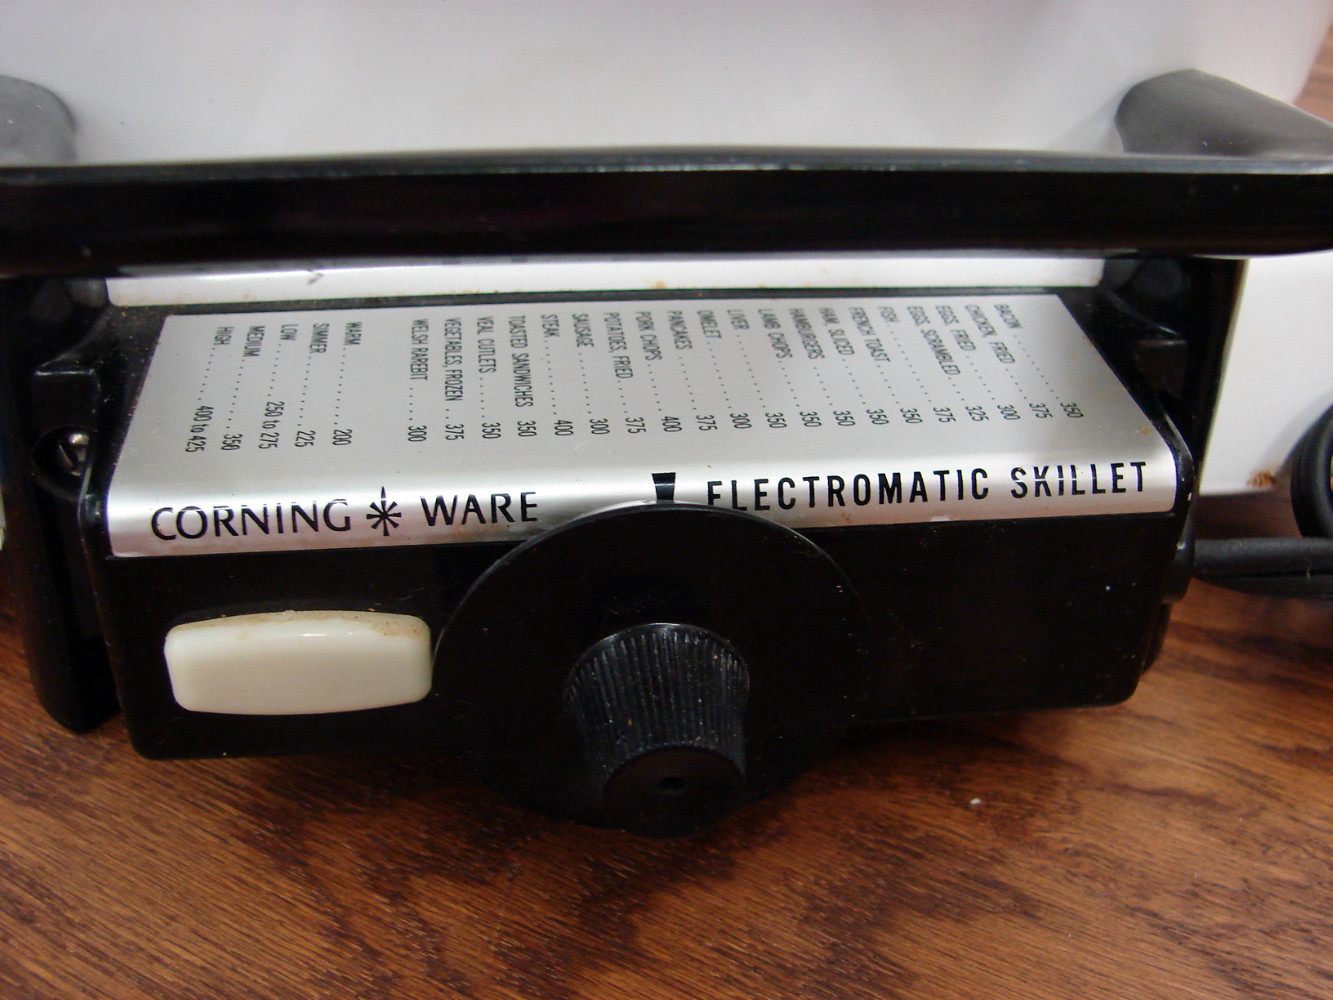 BACON ........ 350
CHICKEN, FRIED ..... 375
EGGS, FRIED ..... 300
EGGS, SCRAMBLED .. 325
FISH ........ 375
FRENCH TOAST .... 350
HAM, SLICED ..... 350
HAMBURGERS ..... 350
LAMB CHOPS ..... 350
LIVER ........ 350
OMELET ....... 300
PANCAKES ...... 375
PORK CHOPS ..... 400
POTATOES, FRIED ... 375
SAUSAGE ...... 300
STEAK ....... 400
TOASTED SANDWICHES 350
VEAL CUTLETS .... 350
VEGETABLES, FROZEN .. 375
WELSH RAREBIT .... 300
WARM ........ 200
SIMMER ....... 225
LOW ...... 250 to 275
MEDIUM ....... 350
HIGH ...... 400 to 425
CORNING WARE ELECTROMATIC SKILLET